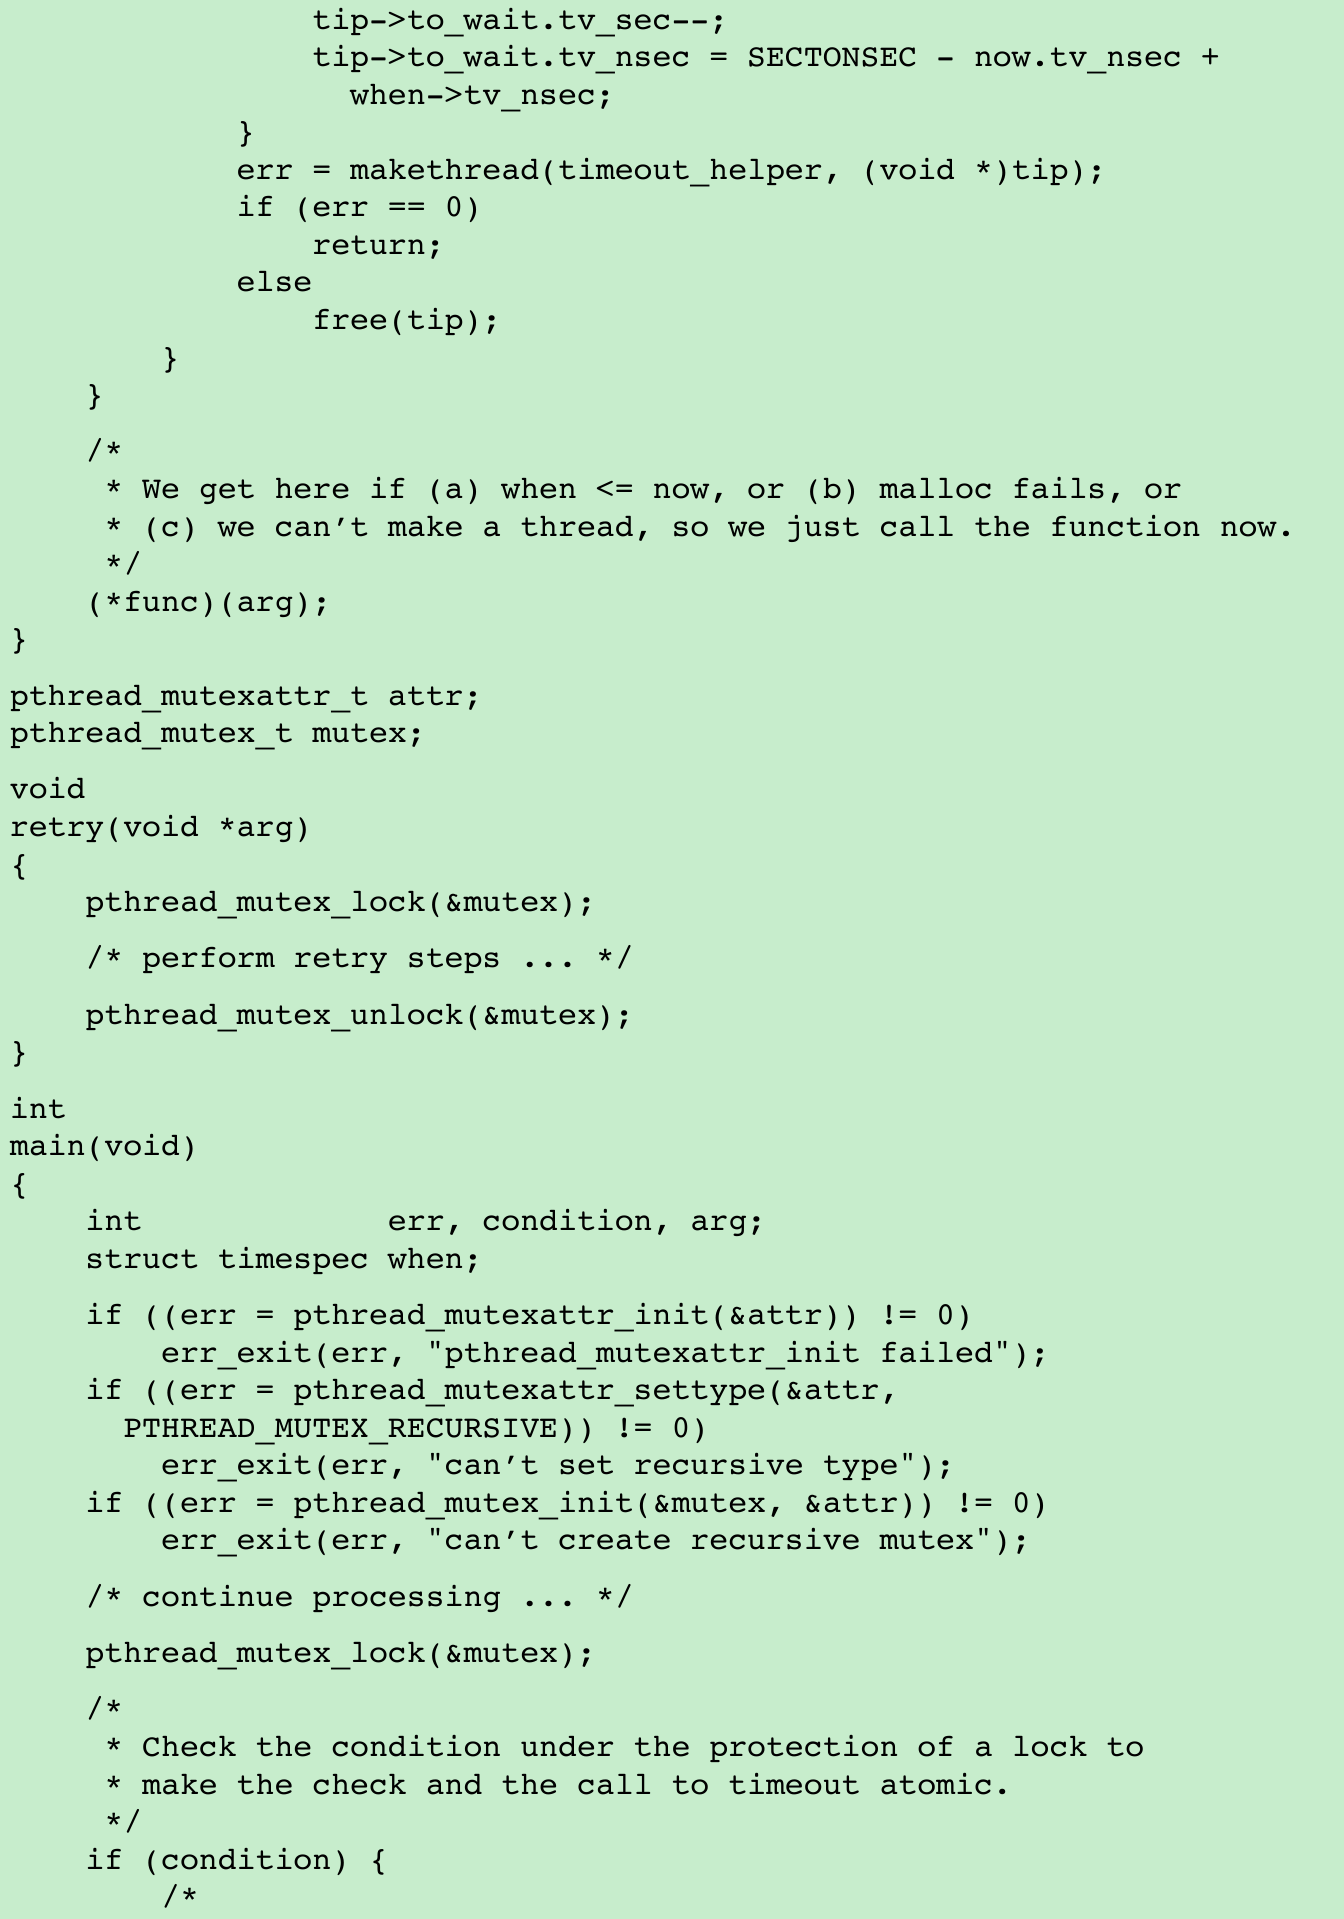 tip->to_wait.tv_sec--;
                tip->to_wait.tv_nsec = SECTONSEC - now.tv_nsec +
                  when->tv_nsec;
            }
            err = makethread(timeout_helper, (void *)tip);
            if (err == 0)
                return;
            else
                free(tip);
        }
    }
    /*
     * We get here if (a) when <= now, or (b) malloc fails, or
     * (c) we can’t make a thread, so we just call the function now.
     */
    (*func)(arg);
}
pthread_mutexattr_t attr;
pthread_mutex_t mutex;
void
retry(void *arg)
{
    pthread_mutex_lock(&mutex);
    /* perform retry steps ... */
    pthread_mutex_unlock(&mutex);
}
int
main(void)
{
    int             err, condition, arg;
    struct timespec when;
    if ((err = pthread_mutexattr_init(&attr)) != 0)
        err_exit(err, "pthread_mutexattr_init failed");
    if ((err = pthread_mutexattr_settype(&attr,
      PTHREAD_MUTEX_RECURSIVE)) != 0)
        err_exit(err, "can’t set recursive type");
    if ((err = pthread_mutex_init(&mutex, &attr)) != 0)
        err_exit(err, "can’t create recursive mutex");
    /* continue processing ... */
    pthread_mutex_lock(&mutex);
    /*
     * Check the condition under the protection of a lock to
     * make the check and the call to timeout atomic.
     */
    if (condition) {
        /*